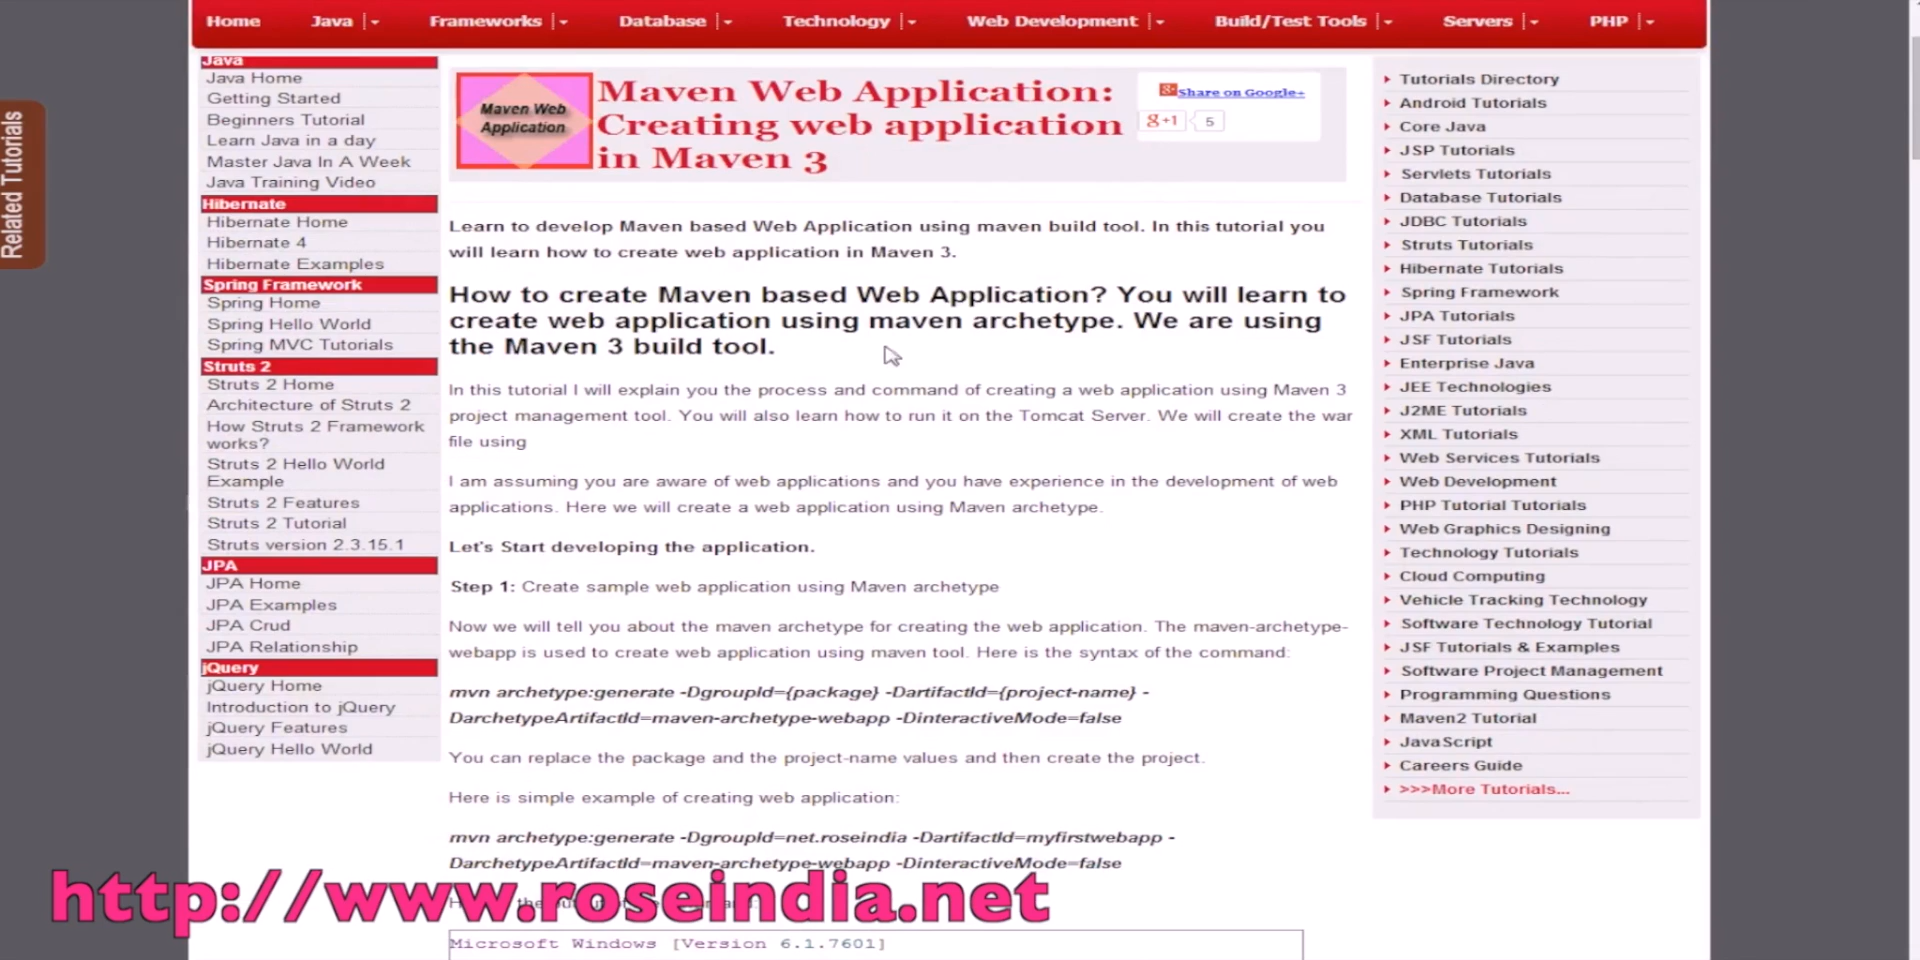 Home Java Frameworks Database Technology Web Development Build/Test Tools Servers PHP
Related Tutorials
Java
Java Home
Getting Started
Beginners Tutorial
Learn Java in a day
Master Java In A Week
Java Training Video
Hibernate
Hibernate Home
Hibernate 4
Hibernate Examples
Spring Framework
Spring Home
Spring Hello World
Spring MVC Tutorials
Struts 2
Struts 2 Home
Architecture of Struts 2
How Struts 2 Framework
works?
Struts 2 Hello World
Example
Struts 2 Features
Struts 2 Tutorial
Struts version 2.3.15.1
JPA
JPA Home
JPA Examples
JPA Crud
JPA Relationship
jQuery
jQuery Home
Introduction to jQuery
jQuery Features
jQuery Hello World
Maven Web
Application
Maven Web Application:
Creating web application
in Maven 3
Share on Google+
g+1 5
Learn to develop Maven based Web Application using maven build tool. In this tutorial you
will learn how to create web application in Maven 3.
How to create Maven based Web Application? You will learn to
create web application using maven archetype. We are using
the Maven 3 build tool.
In this tutorial I will explain you the process and command of creating a web application using Maven 3
project management tool. You will also learn how to run it on the Tomcat Server. We will create the war
file using
I am assuming you are aware of web applications and you have experience in the development of web
applications. Here we will create a web application using Maven archetype.
Let's Start developing the application.
Step 1: Create sample web application using Maven archetype
Now we will tell you about the maven archetype for creating the web application. The maven-archetype-
webapp is used to create web application using maven tool. Here is the syntax of the command:
mvn archetype:generate -DgroupId={package} -DartifactId={project-name} -
DarchetypeArtifactId=maven-archetype-webapp -DinteractiveMode=false
You can replace the package and the project-name values and then create the project.
Here is simple example of creating web application:
mvn archetype:generate -DgroupId=net.roseindia -DartifactId=myfirstwebapp -
DarchetypeArtifactId=maven-archetype-webapp -DinteractiveMode=false
Microsoft Windows [Version 6.1.7601]
Tutorials Directory
Android Tutorials
Core Java
JSP Tutorials
Servlets Tutorials
Database Tutorials
JDBC Tutorials
Struts Tutorials
Hibernate Tutorials
Spring Framework
JPA Tutorials
JSF Tutorials
Enterprise Java
JEE Technologies
J2ME Tutorials
XML Tutorials
Web Services Tutorials
Web Development
PHP Tutorial Tutorials
Web Graphics Designing
Technology Tutorials
Cloud Computing
Vehicle Tracking Technology
Software Technology Tutorial
JSF Tutorials & Examples
Software Project Management
Programming Questions
Maven2 Tutorial
JavaScript
Careers Guide
>>>More Tutorials...
http://www.roseindia.net